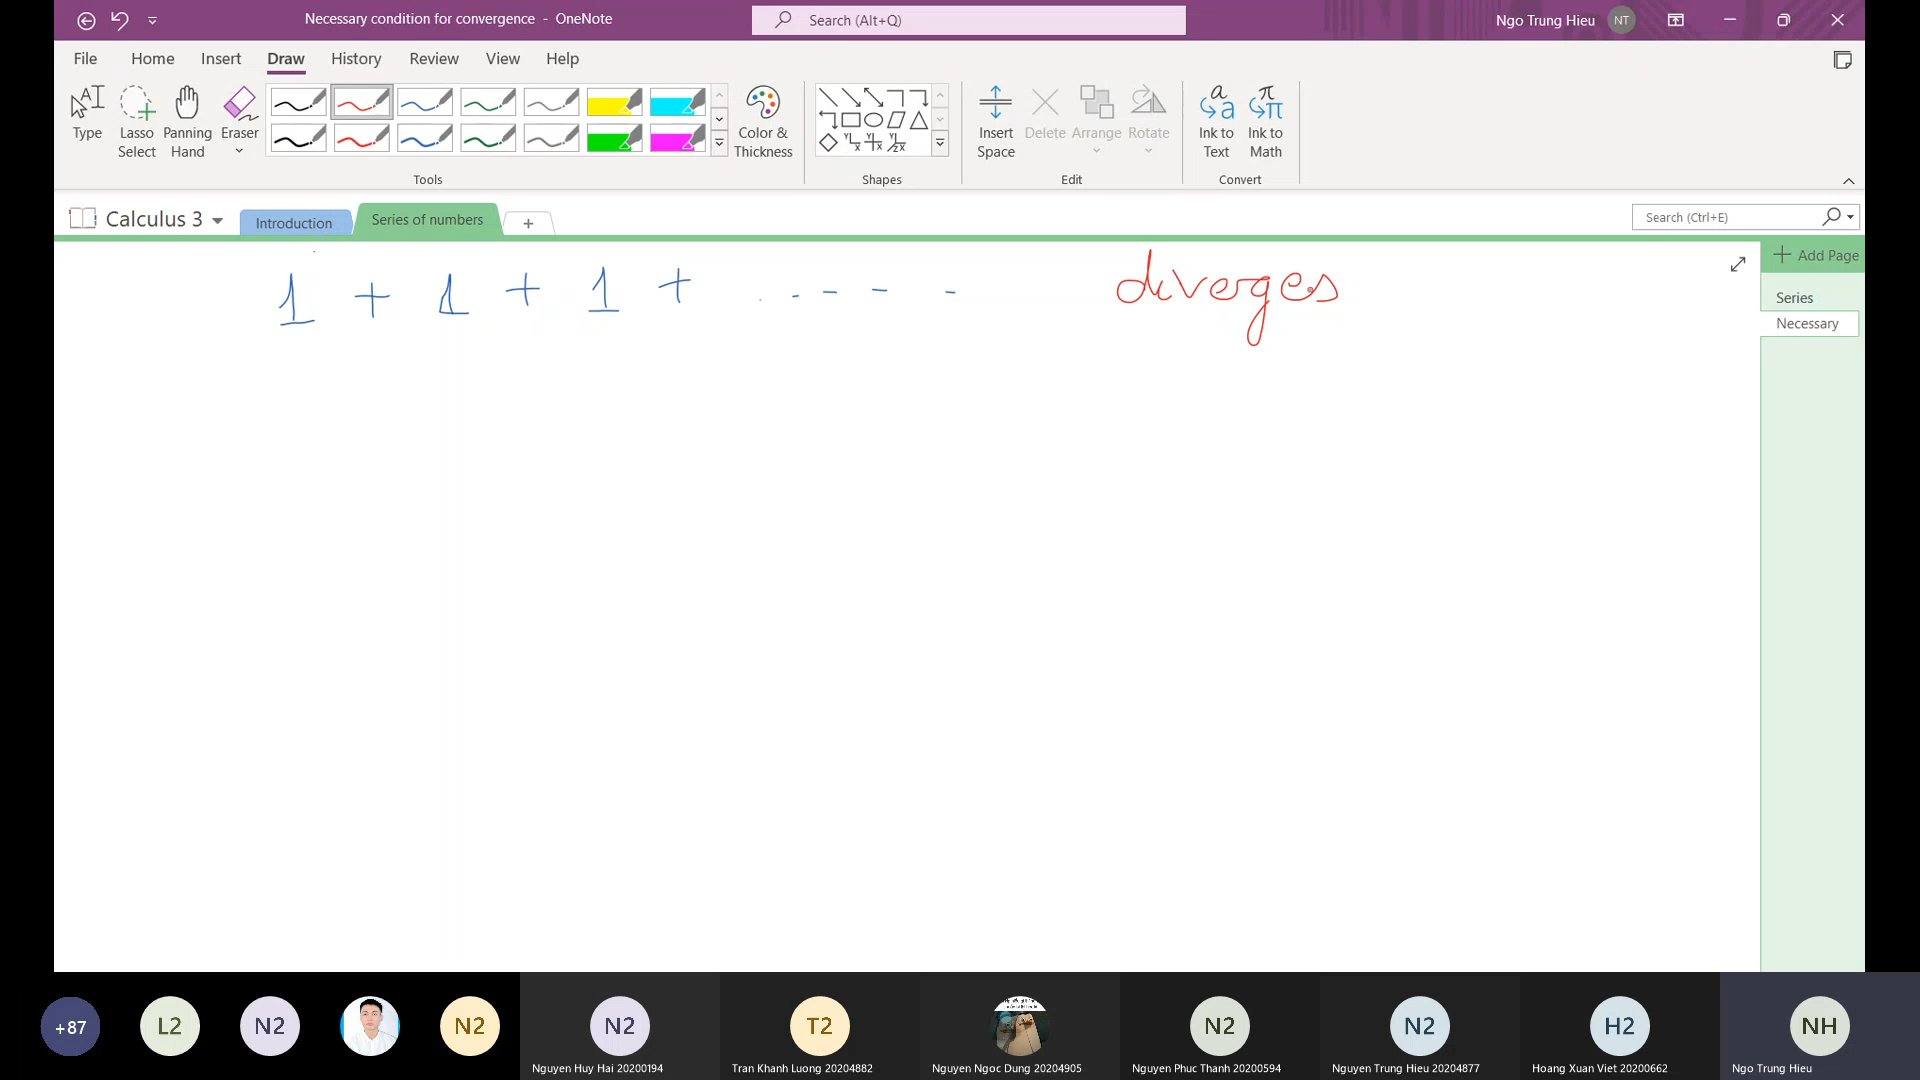 Necessary condition for convergence - OneNote
Search (Alt+Q)
Ngo Trung Hieu NT
File Home Insert Draw History Review View Help
Type
Lasso Select
Panning Hand
Eraser
Color & Thickness
Insert Space
Delete
Arrange
Rotate
Ink to Text
Ink to Math
Tools
Shapes
Edit
Convert
Calculus 3
Introduction
Series of numbers
Search (Ctrl+E)
Add Page
Series
Necessary
1 + 1 + 1 + ..---- diverges
+87
L2
N2
N2
N2
T2
N2
N2
H2
NH
Nguyen Huy Hai 20200194
Tran Khanh Luong 20204882
Nguyen Ngoc Dung 20204905
Nguyen Phuc Thanh 20200594
Nguyen Trung Hieu 20204877
Hoang Xuan Viet 20200662
Ngo Trung Hieu